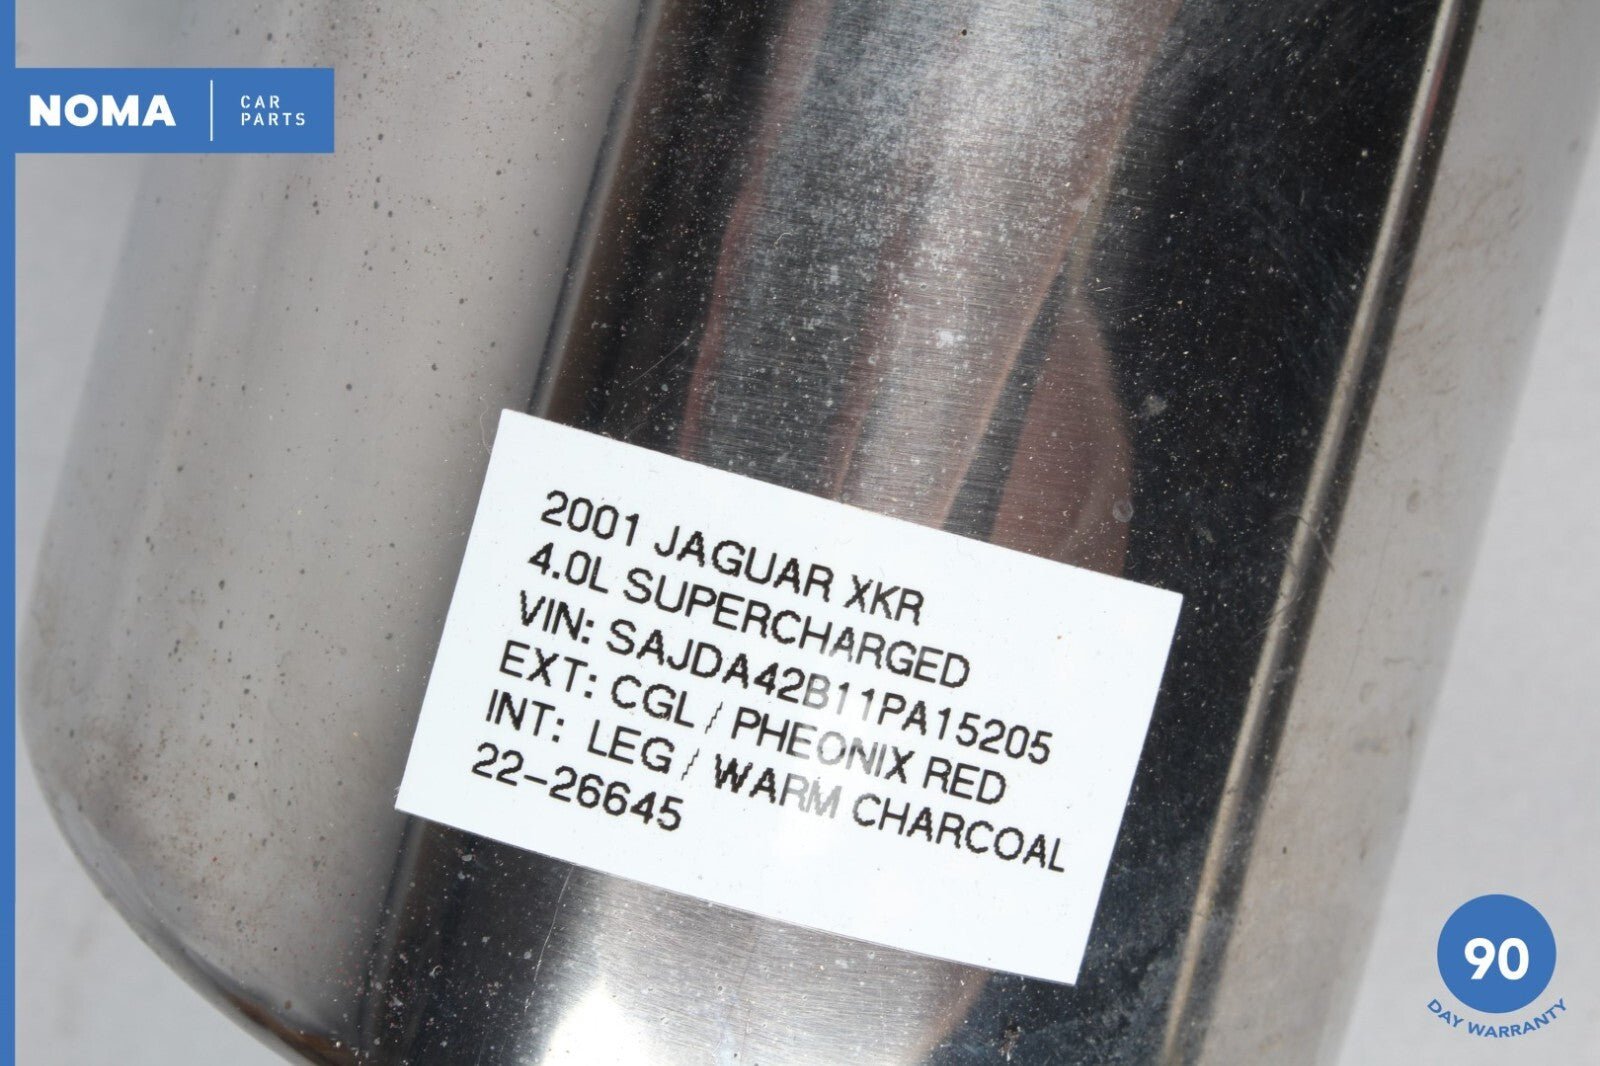 NOMA
CAR
PARTS
2001 JAGUAR XKR
4.0L SUPERCHARGED
VIN: SAJDA42B11PA15205
EXT: CGL / PHEONIX RED
INT: LEG / WARM CHARCOAL
22-26645
90
DAY WARRANTY